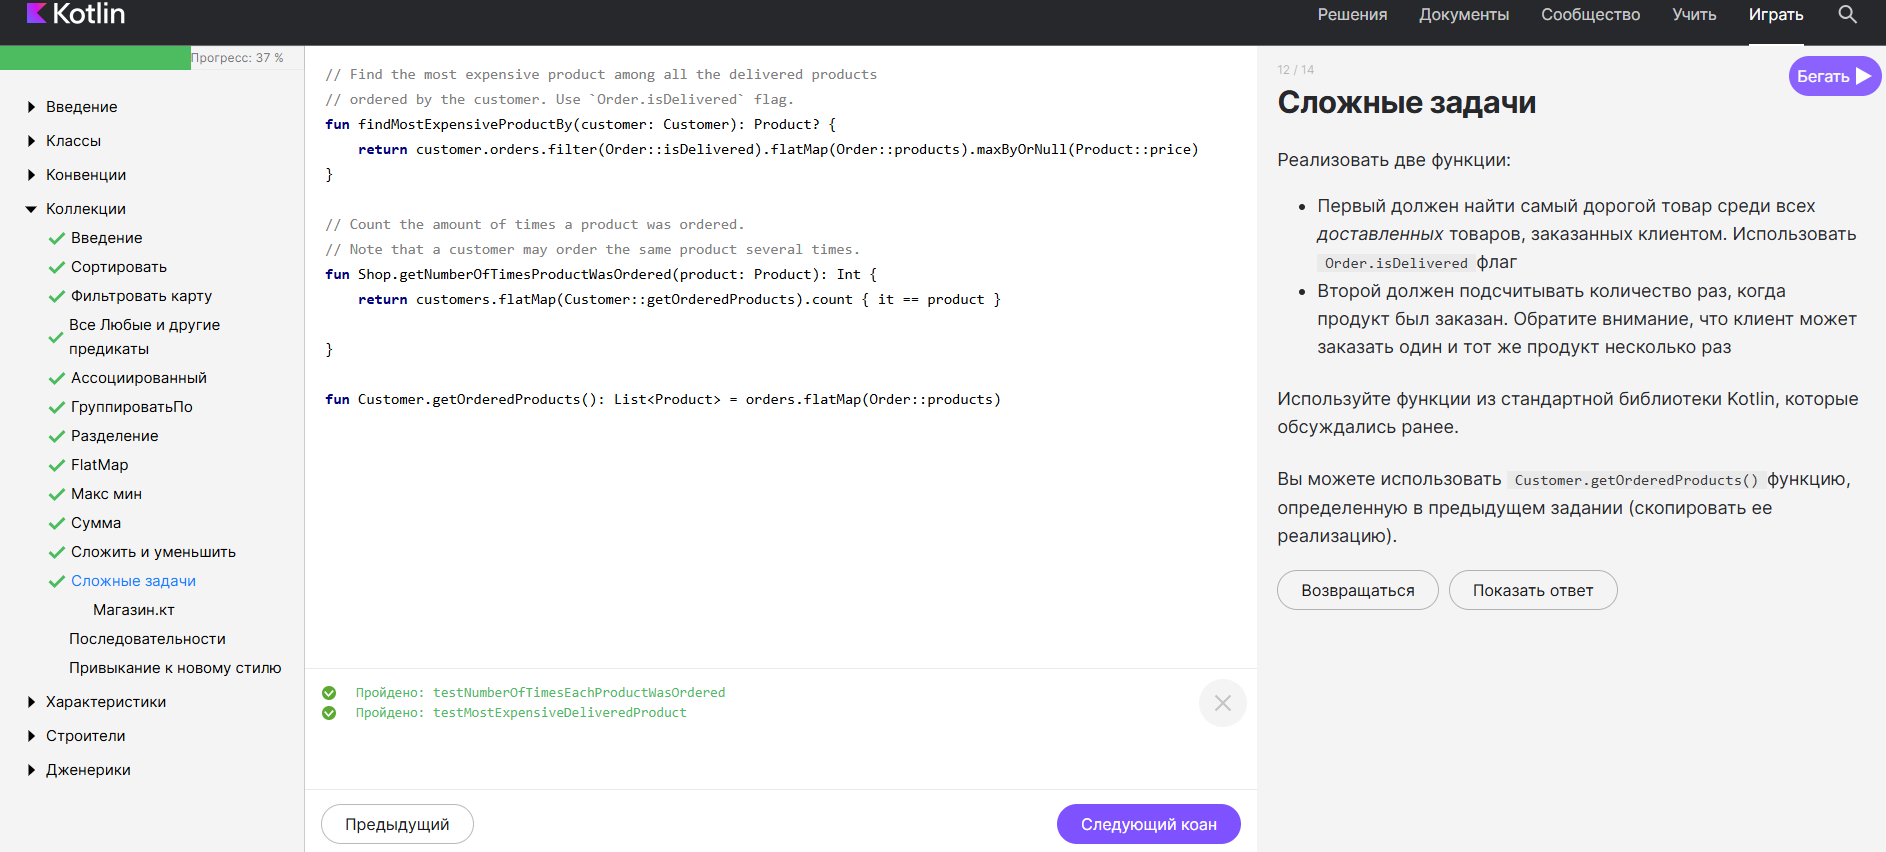 Kotlin
Решения
Документы
Сообщество
Учить
Играть
Прогресс: 37 %
Введение
Классы
Конвенции
Коллекции
Введение
Сортировать
Фильтровать карту
Все Любые и другие
предикаты
Ассоциированный
ГруппироватьПо
Разделение
FlatMap
Макс мин
Сумма
Сложить и уменьшить
Сложные задачи
Магазин.кт
Последовательности
Привыкание к новому стилю
Характеристики
Строители
Дженерики
// Find the most expensive product among all the delivered products
// ordered by the customer. Use `Order.isDelivered` flag.
fun findMostExpensiveProductBy(customer: Customer): Product? {
return customer.orders.filter(Order::isDelivered).flatMap(Order::products).maxByOrNull(Product::price)
}
// Count the amount of times a product was ordered.
// Note that a customer may order the same product several times.
fun Shop.getNumberOfTimesProductWasOrdered(product: Product): Int {
return customers.flatMap(Customer::getOrderedProducts).count { it == product }
}
fun Customer.getOrderedProducts(): List<Product> = orders.flatMap(Order::products)
Пройдено: testNumberOfTimesEachProductWasOrdered
Пройдено: testMostExpensiveDeliveredProduct
Предыдущий
Следующий коан
12 / 14
Бегать
Сложные задачи
Реализовать две функции:
• Первый должен найти самый дорогой товар среди всех
доставленных товаров, заказанных клиентом. Использовать
Order.isDelivered флаг
• Второй должен подсчитывать количество раз, когда
продукт был заказан. Обратите внимание, что клиент может
заказать один и тот же продукт несколько раз
Используйте функции из стандартной библиотеки Kotlin, которые
обсуждались ранее.
Вы можете использовать Customer.getOrderedProducts() функцию,
определенную в предыдущем задании (скопировать ее
реализацию).
Возвращаться
Показать ответ